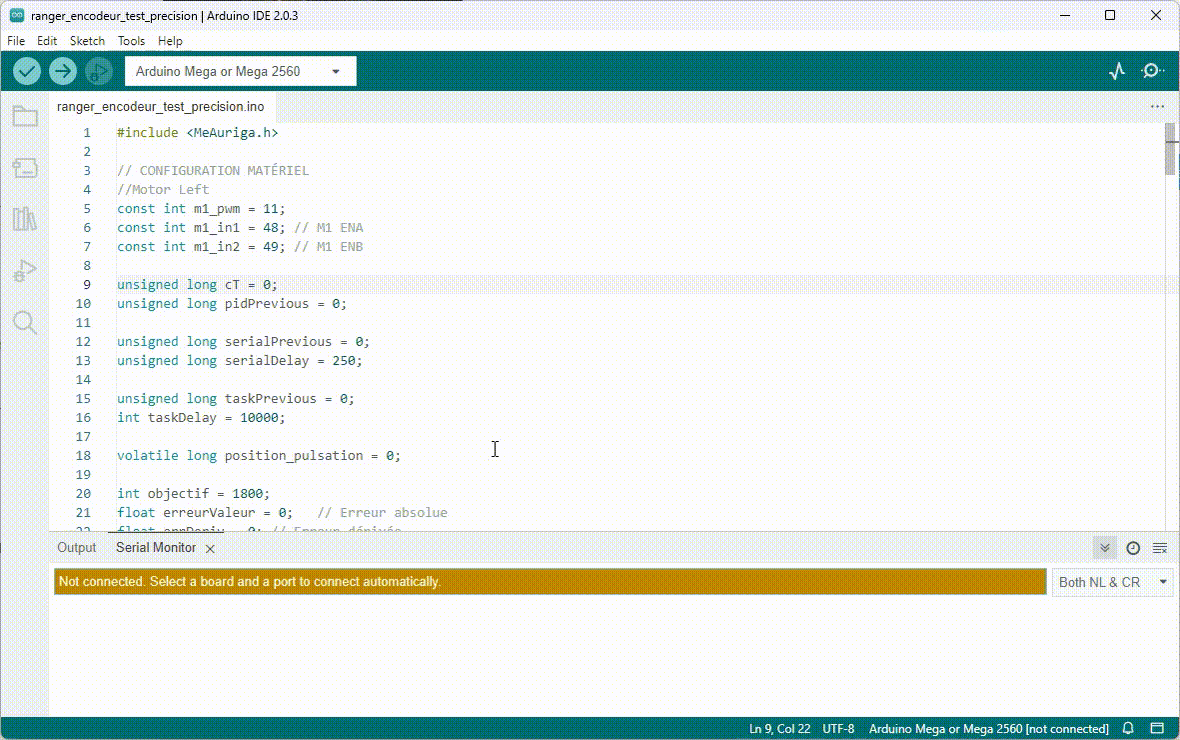 ranger_encodeur_test_precision | Arduino IDE 2.0.3
File Edit Sketch Tools Help
Arduino Mega or Mega 2560
ranger_encodeur_test_precision.ino
1 #include <MeAuriga.h>
2
3 // CONFIGURATION MATÉRIEL
4 //Motor Left
5 const int m1_pwm = 11;
6 const int m1_in1 = 48; // M1 ENA
7 const int m1_in2 = 49; // M1 ENB
8
9 unsigned long cT = 0;
10 unsigned long pidPrevious = 0;
11
12 unsigned long serialPrevious = 0;
13 unsigned long serialDelay = 250;
14
15 unsigned long taskPrevious = 0;
16 int taskDelay = 10000;
17
18 volatile long position_pulsation = 0;
19
20 int objectif = 1800;
21 float erreurValeur = 0; // Erreur absolue
22 float errDeriv = 0; // Erreur dérivée
Output Serial Monitor
Not connected. Select a board and a port to connect automatically.
Both NL & CR
Ln 9, Col 22 UTF-8 Arduino Mega or Mega 2560 [not connected]